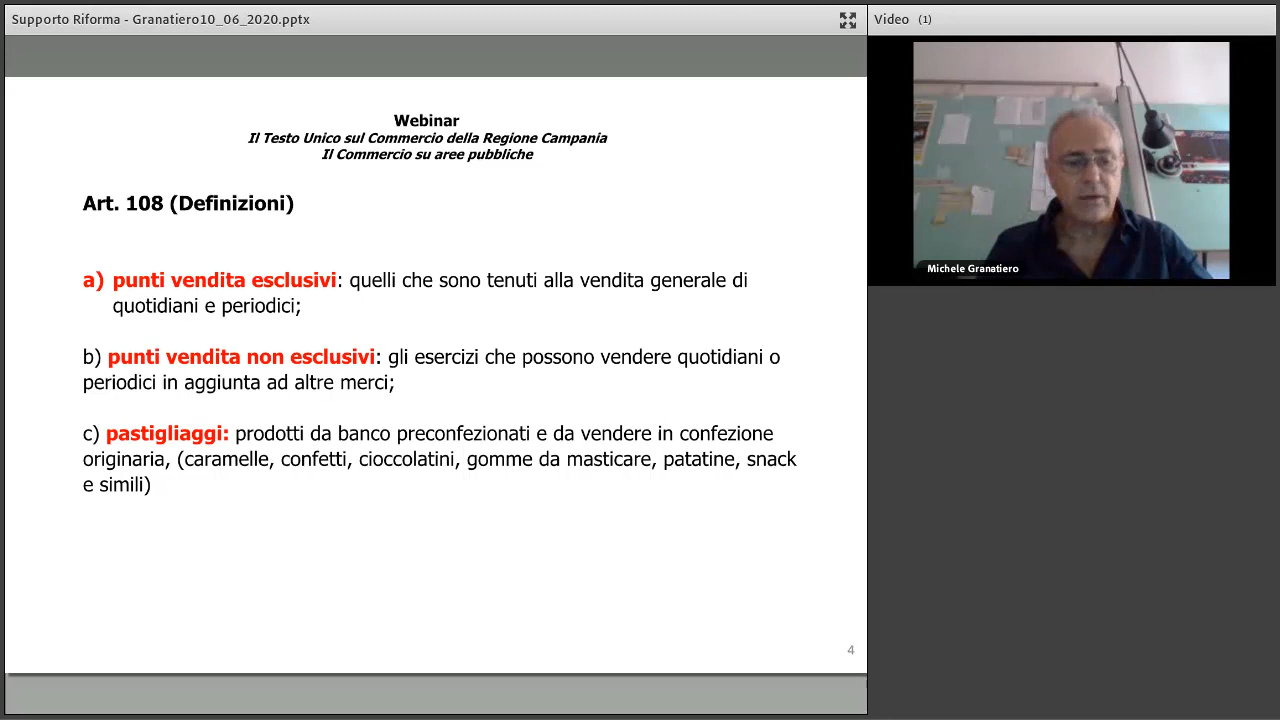 Supporto Riforma - Granatiero10_06_2020.pptx
Video (1)
Webinar
Il Testo Unico sul Commercio della Regione Campania
Il Commercio su aree pubbliche
Art. 108 (Definizioni)
a) punti vendita esclusivi: quelli che sono tenuti alla vendita generale di
quotidiani e periodici;
b) punti vendita non esclusivi: gli esercizi che possono vendere quotidiani o
periodici in aggiunta ad altre merci;
c) pastigliaggi: prodotti da banco preconfezionati e da vendere in confezione
originaria, (caramelle, confetti, cioccolatini, gomme da masticare, patatine, snack
e simili)
4
Michele Granatiero